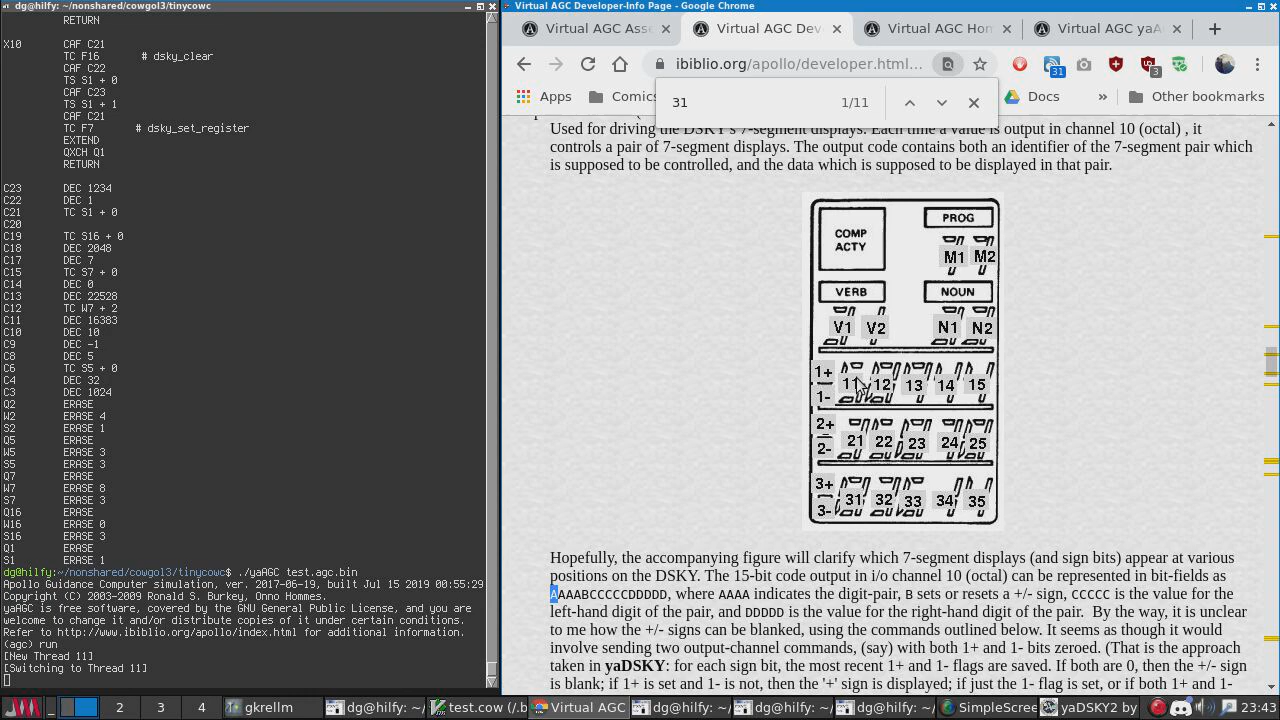 dg@hilfy: ~/nonshared/cowgol3/tinycowc
RETURN
X10 CAF C21
TC F16 # dsky_clear
CAF C22
TS S1 + 0
CAF C23
TS S1 + 1
CAF C21
TC F7 # dsky_set_register
EXTEND
QXCH Q1
RETURN
C23 DEC 1234
C22 DEC 1
C21 TC S1 + 0
C20
C19 TC S16 + 0
C18 DEC 2048
C17 DEC 7
C15 TC S7 + 0
C14 DEC 0
C13 DEC 22528
C12 TC W7 + 2
C11 DEC 16383
C10 DEC 10
C9 DEC -1
C8 DEC 5
C6 TC S5 + 0
C4 DEC 32
C3 DEC 1024
Q2 ERASE
W2 ERASE 4
S2 ERASE 1
Q5 ERASE
W5 ERASE 3
S5 ERASE 3
Q7 ERASE
W7 ERASE 8
S7 ERASE 3
Q16 ERASE
W16 ERASE 0
S16 ERASE 3
Q1 ERASE
S1 ERASE 1
dg@hilfy:~/nonshared/cowgol3/tinycowc$ ./yaAGC test.agc.bin
Apollo Guidance Computer simulation, ver. 2017-06-19, built Jul 15 2019 00:55:29
Copyright (C) 2003-2009 Ronald S. Burkey, Onno Hommes.
yaAGC is free software, covered by the GNU General Public License, and you are
welcome to change it and/or distribute copies of it under certain conditions.
Refer to http://www.ibiblio.org/apollo/index.html for additional information.
(agc) run
[New Thread 11]
[Switching to Thread 11]
Virtual AGC Developer-Info Page - Google Chrome
Virtual AGC Asse
Virtual AGC Dev
Virtual AGC Hom
Virtual AGC yaA
ibiblio.org/apollo/developer.html...
31
3
Apps
Comics
Docs
Other bookmarks
31
1/11
Used for driving the DSKY's 7-segment displays. Each time a value is output in channel 10 (octal) , it
controls a pair of 7-segment displays. The output code contains both an identifier of the 7-segment pair which
is supposed to be controlled, and the data which is supposed to be displayed in that pair.
COMP
ACTY
PROG
M1 M2
VERB NOUN
V1 V2 N1 N2
1+
11 12 13 14 15
1-
2+
21 22 23 24 25
2-
3+
31 32 33 34 35
3-
Hopefully, the accompanying figure will clarify which 7-segment displays (and sign bits) appear at various
positions on the DSKY. The 15-bit code output in i/o channel 10 (octal) can be represented in bit-fields as
AAAABCCCCCDDDDD, where AAAA indicates the digit-pair, B sets or resets a +/- sign, CCCCC is the value for the
left-hand digit of the pair, and DDDDD is the value for the right-hand digit of the pair. By the way, it is unclear
to me how the +/- signs can be blanked, using the commands outlined below. It seems as though it would
involve sending two output-channel commands, (say) with both 1+ and 1- bits zeroed. (That is the approach
taken in yaDSKY: for each sign bit, the most recent 1+ and 1- flags are saved. If both are 0, then the +/- sign
is blank; if 1+ is set and 1- is not, then the '+' sign is displayed; if just the 1- flag is set, or if both 1+ and 1-
2
3
4
gkrellm
dg@hilfy: ~/
test.cow (/.b
Virtual AGC
dg@hilfy: ~/
dg@hilfy: ~/
dg@hilfy: ~/
SimpleScree
yaDSKY2 by
23:43